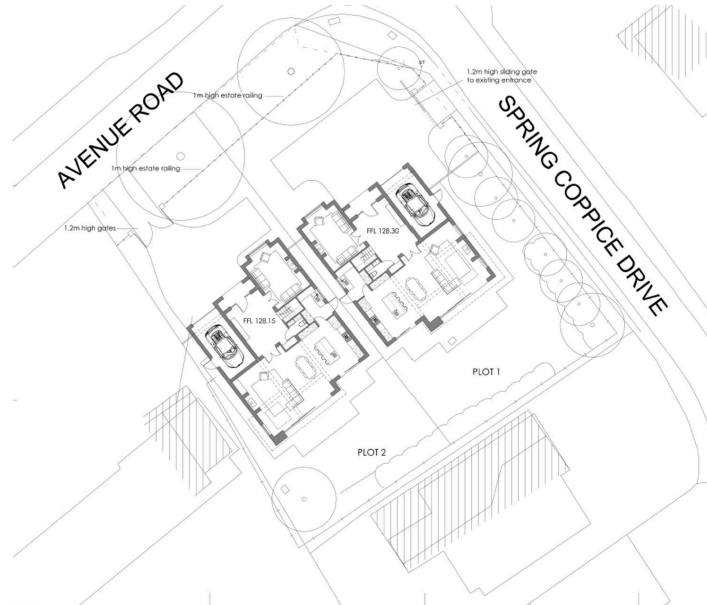 AVENUE ROAD
1m high estate railing
1m high estate railing
1.2m high gates
ST
1.2m high sliding gate
to existing entrance
SPRING COPPICE DRIVE
FFL 128.30
FFL 128.15
PLOT 1
PLOT 2